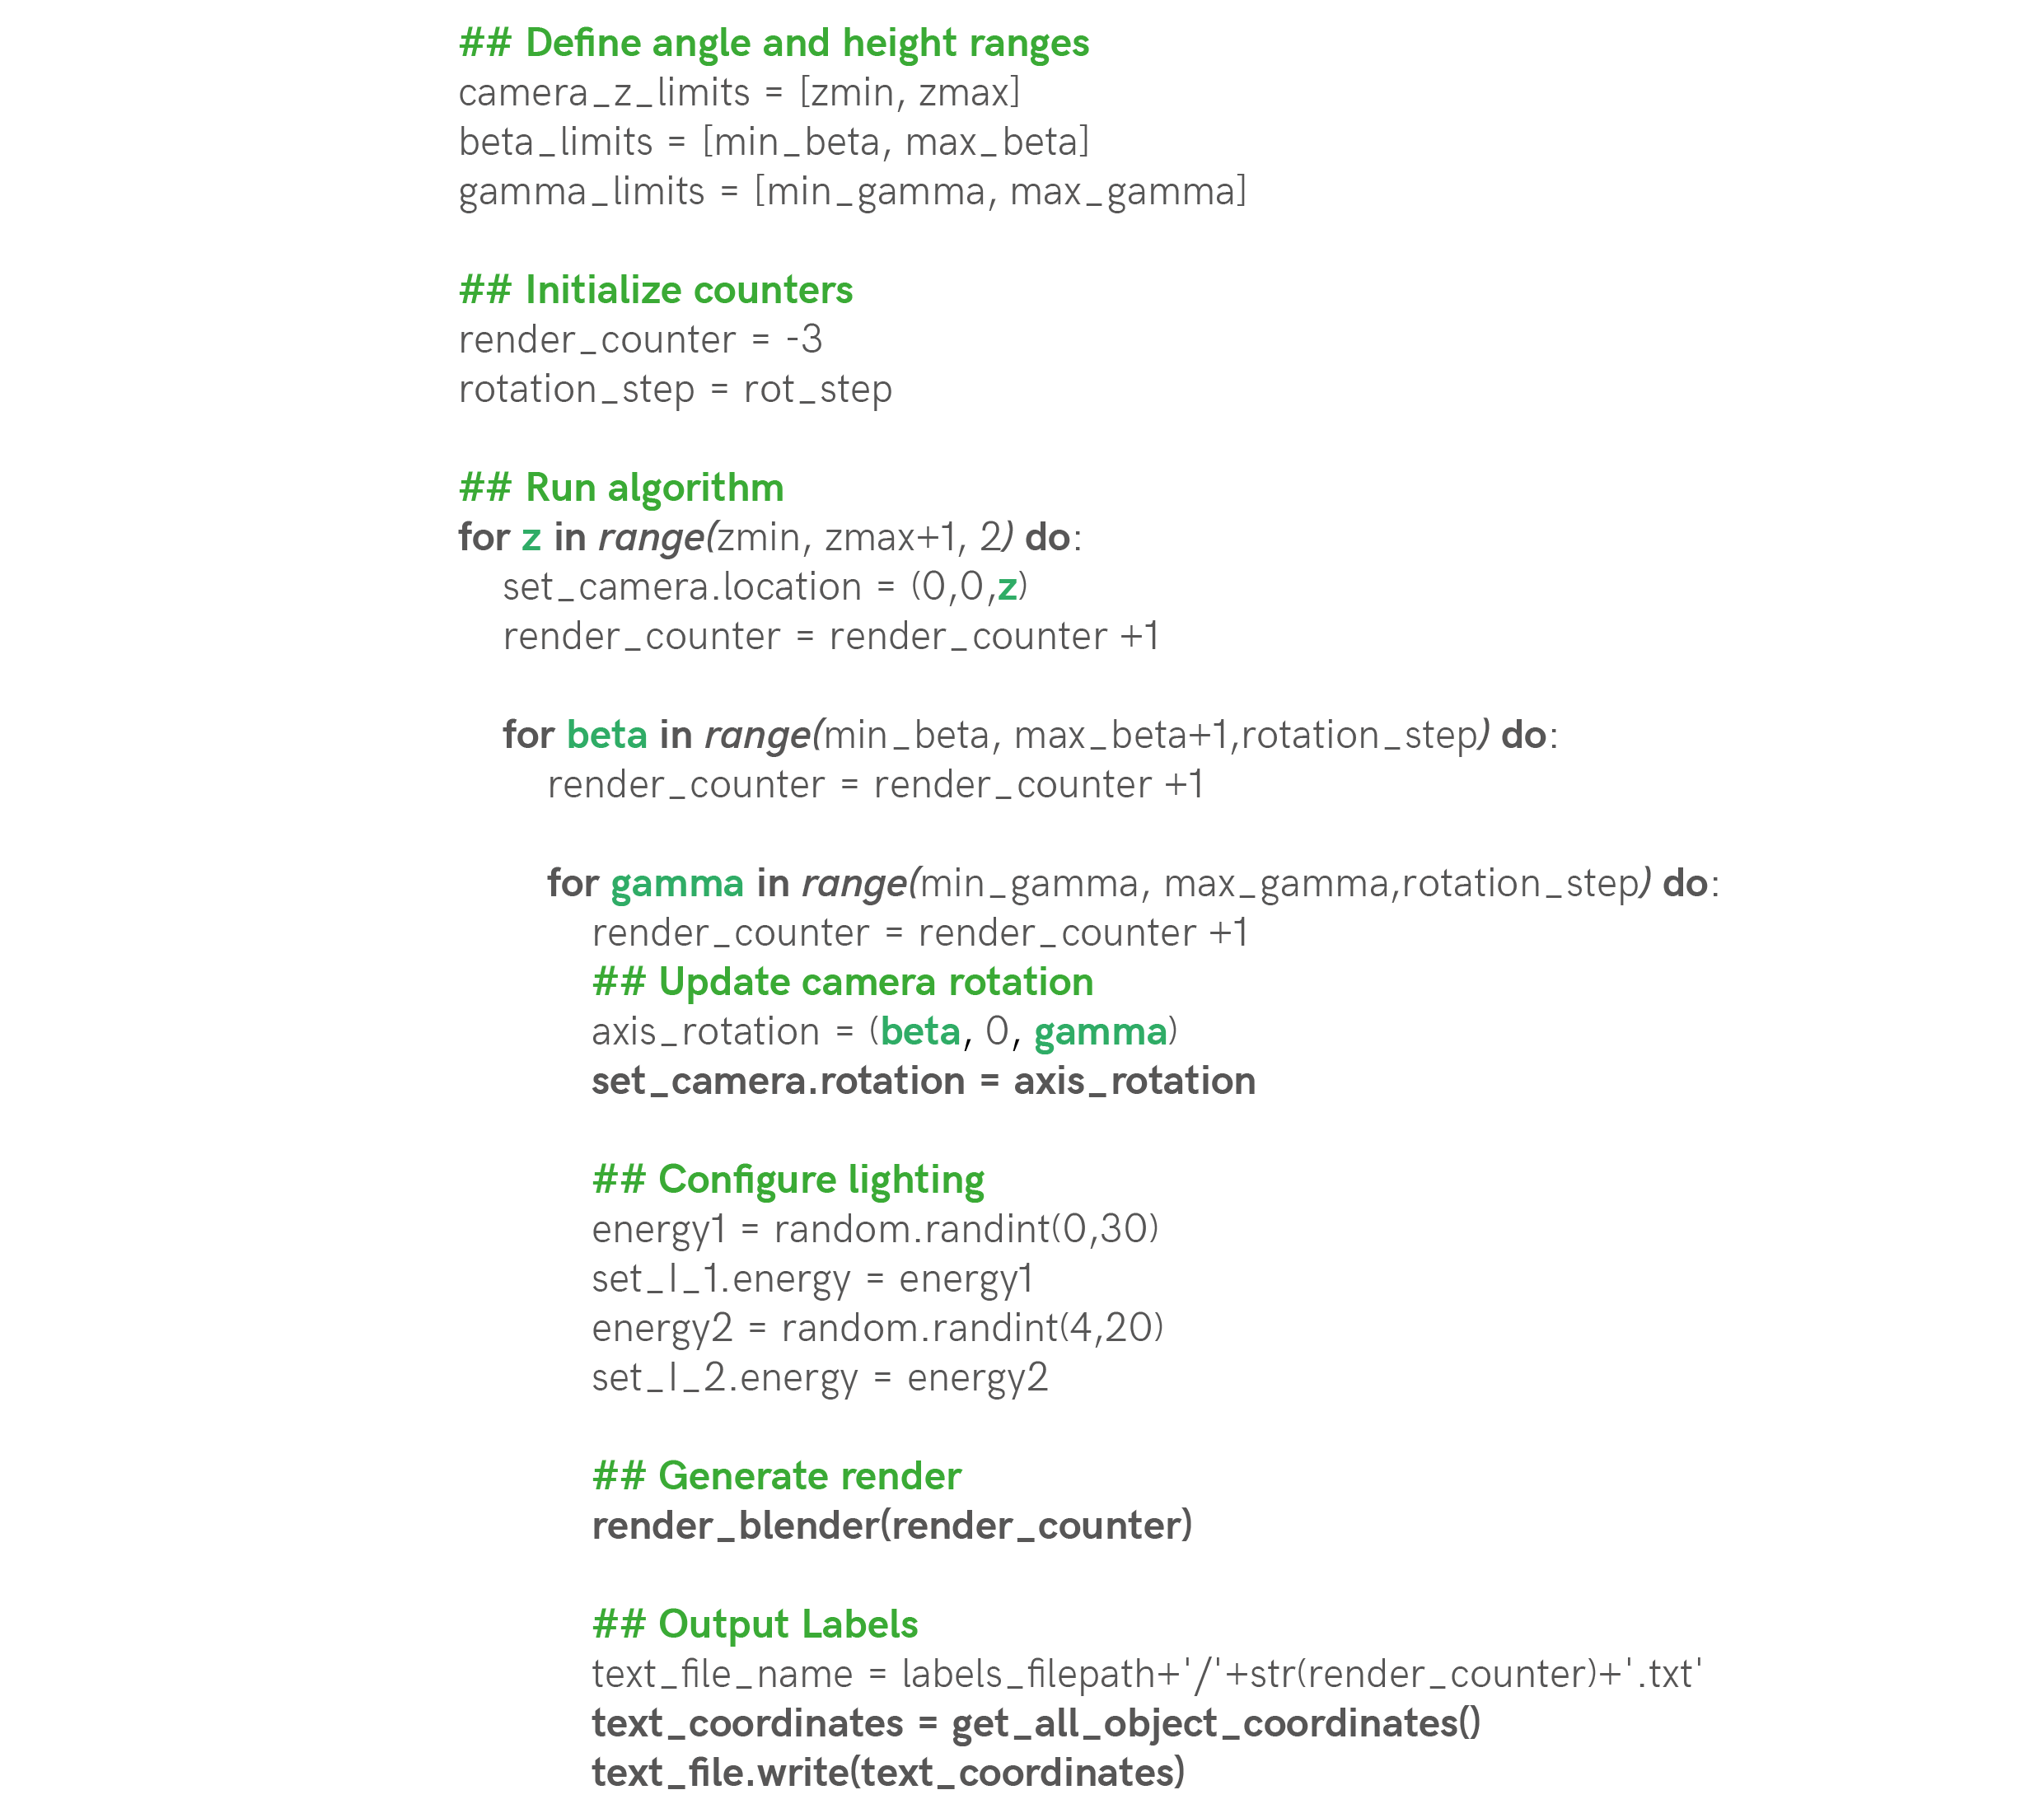 ## Define angle and height ranges
camera_z_limits = [zmin, zmax]
beta_limits = [min_beta, max_beta]
gamma_limits = [min_gamma, max_gamma]
## Initialize counters
render_counter = -3
rotation_step = rot_step
## Run algorithm
for z in range(zmin, zmax+1, 2) do:
set_camera.location = (0,0,z)
render_counter = render_counter +1
for beta in range(min_beta, max_beta+1,rotation_step) do:
render_counter = render_counter +1
for gamma in range(min_gamma, max_gamma,rotation_step) do:
render_counter = render_counter +1
## Update camera rotation
axis_rotation = (beta, 0, gamma)
set_camera.rotation = axis_rotation
## Configure lighting
energy1 = random.randint(0,30)
set_l_1.energy = energy1
energy2 = random.randint(4,20)
set_l_2.energy = energy2
## Generate render
render_blender(render_counter)
## Output Labels
text_file_name = labels_filepath+'/'+str(render_counter)+'.txt'
text_coordinates = get_all_object_coordinates()
text_file.write(text_coordinates)